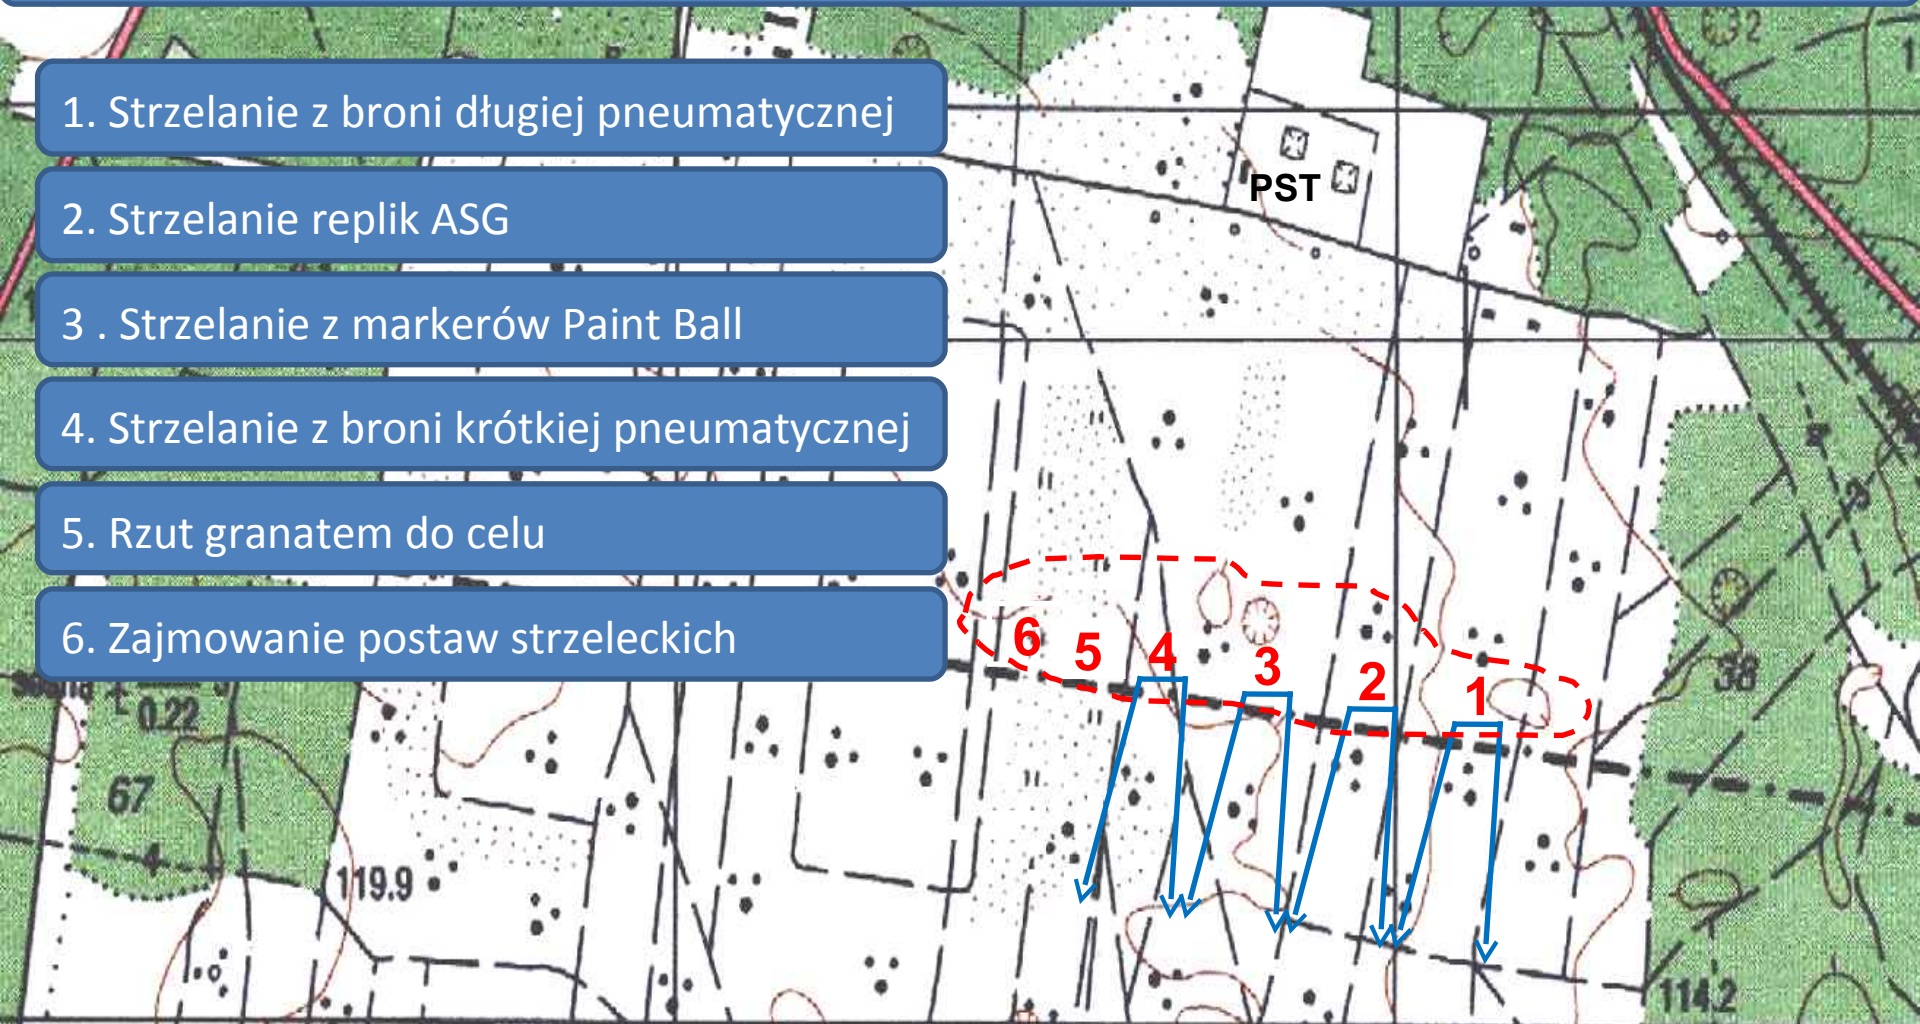 1. Strzelanie z broni długiej pneumatycznej
2. Strzelanie replik ASG
3 . Strzelanie z markerów Paint Ball
4. Strzelanie z broni krótkiej pneumatycznej
5. Rzut granatem do celu
6. Zajmowanie postaw strzeleckich
2
PST
6
5
4
3
2
1
38
0.22
67
4
119.9
114.2